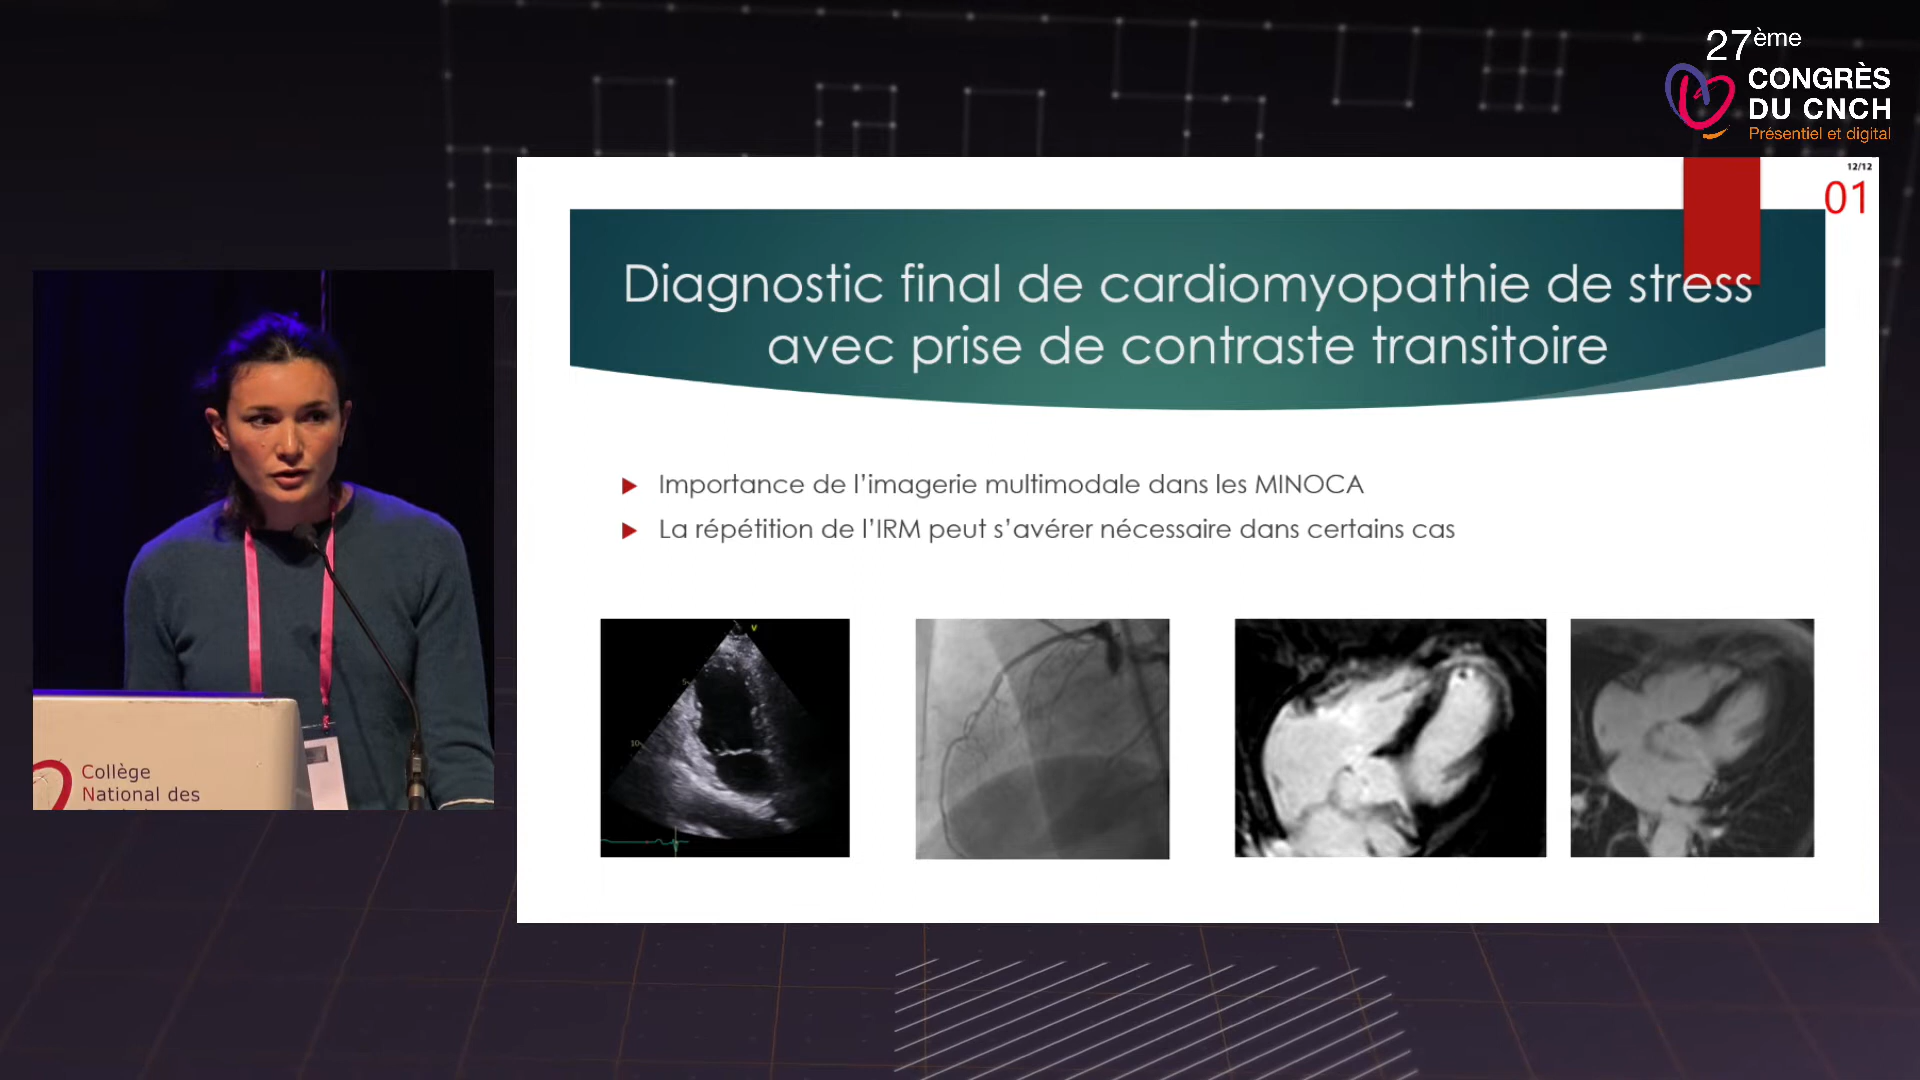 27ème
CONGRÈS
DU CNCH
Présentiel et digital
12/12
01
Diagnostic final de cardiomyopathie de stress
avec prise de contraste transitoire
Importance de l’imagerie multimodale dans les MINOCA
La répétition de l’IRM peut s’avérer nécessaire dans certains cas
V
5
10
Collège
National des